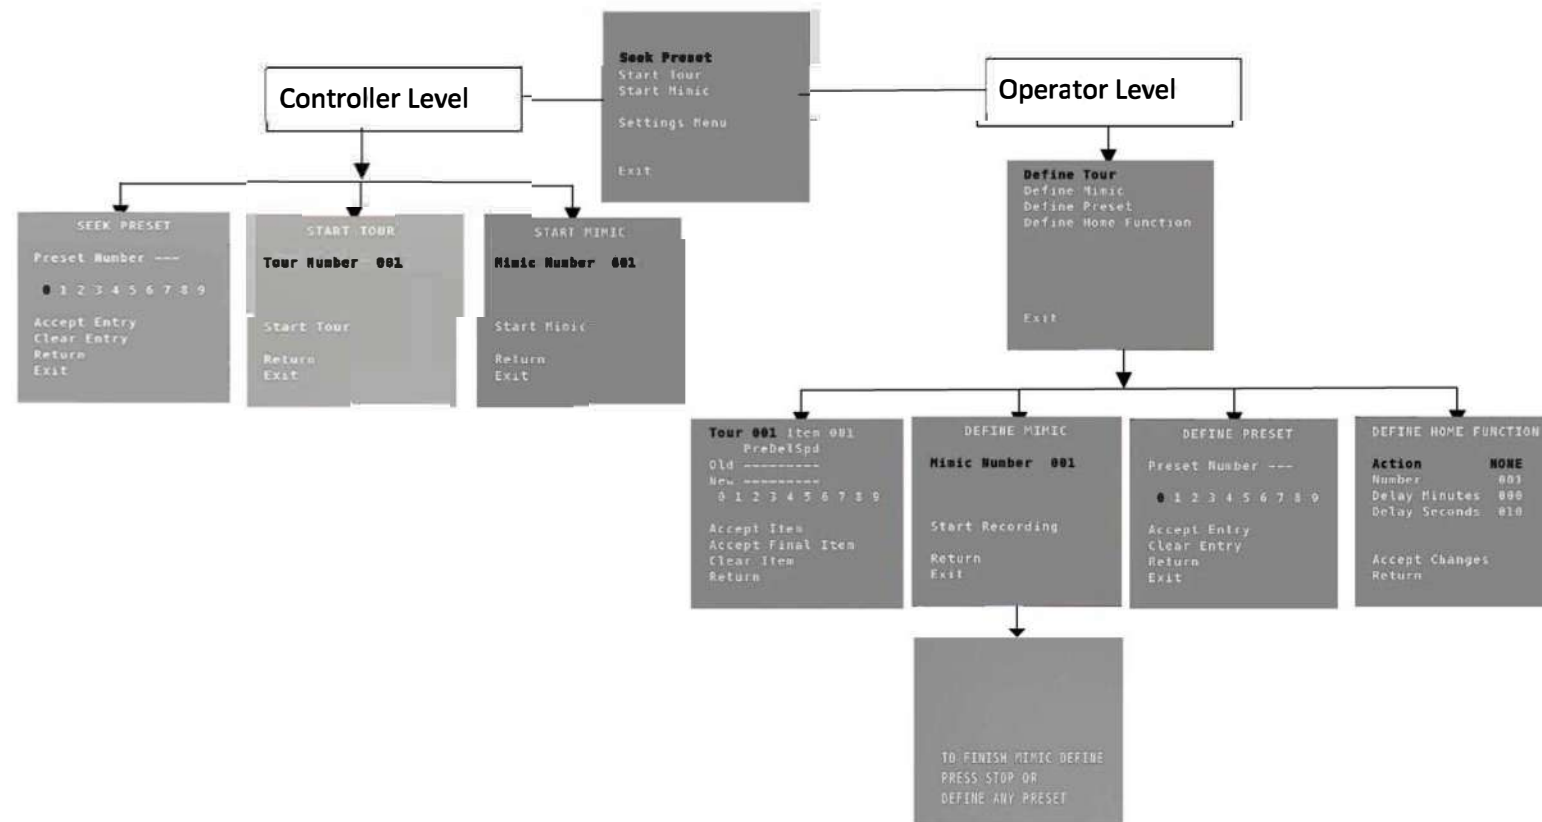 Seek Preset
Start Tour
Start Mimic
Settings Menu
Exit
Controller Level
Operator Level
SEEK PRESET
Preset Number ---
0 1 2 3 4 5 6 7 8 9
Accept Entry
Clear Entry
Return
Exit
START TOUR
Tour Number 001
Start Tour
Return
Exit
START MIMIC
Mimic Number 001
Start Mimic
Return
Exit
Define Tour
Define Mimic
Define Preset
Define Home Function
Exit
Tour 001 Item 001
PreDelSpd
Old ---------
New ---------
0 1 2 3 4 5 6 7 8 9
Accept Item
Accept Final Item
Clear Item
Return
DEFINE MIMIC
Mimic Number 001
Start Recording
Return
Exit
DEFINE PRESET
Preset Number ---
0 1 2 3 4 5 6 7 8 9
Accept Entry
Clear Entry
Return
Exit
DEFINE HOME FUNCTION
Action NONE
Number 001
Delay Minutes 000
Delay Seconds 010
Accept Changes
Return
TO FINISH MIMIC DEFINE
PRESS STOP OR
DEFINE ANY PRESET